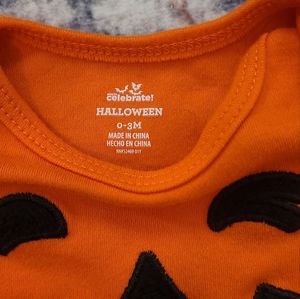 celebrate!
HALLOWEEN
0-3M
MADE IN CHINA
HECHO EN CHINA